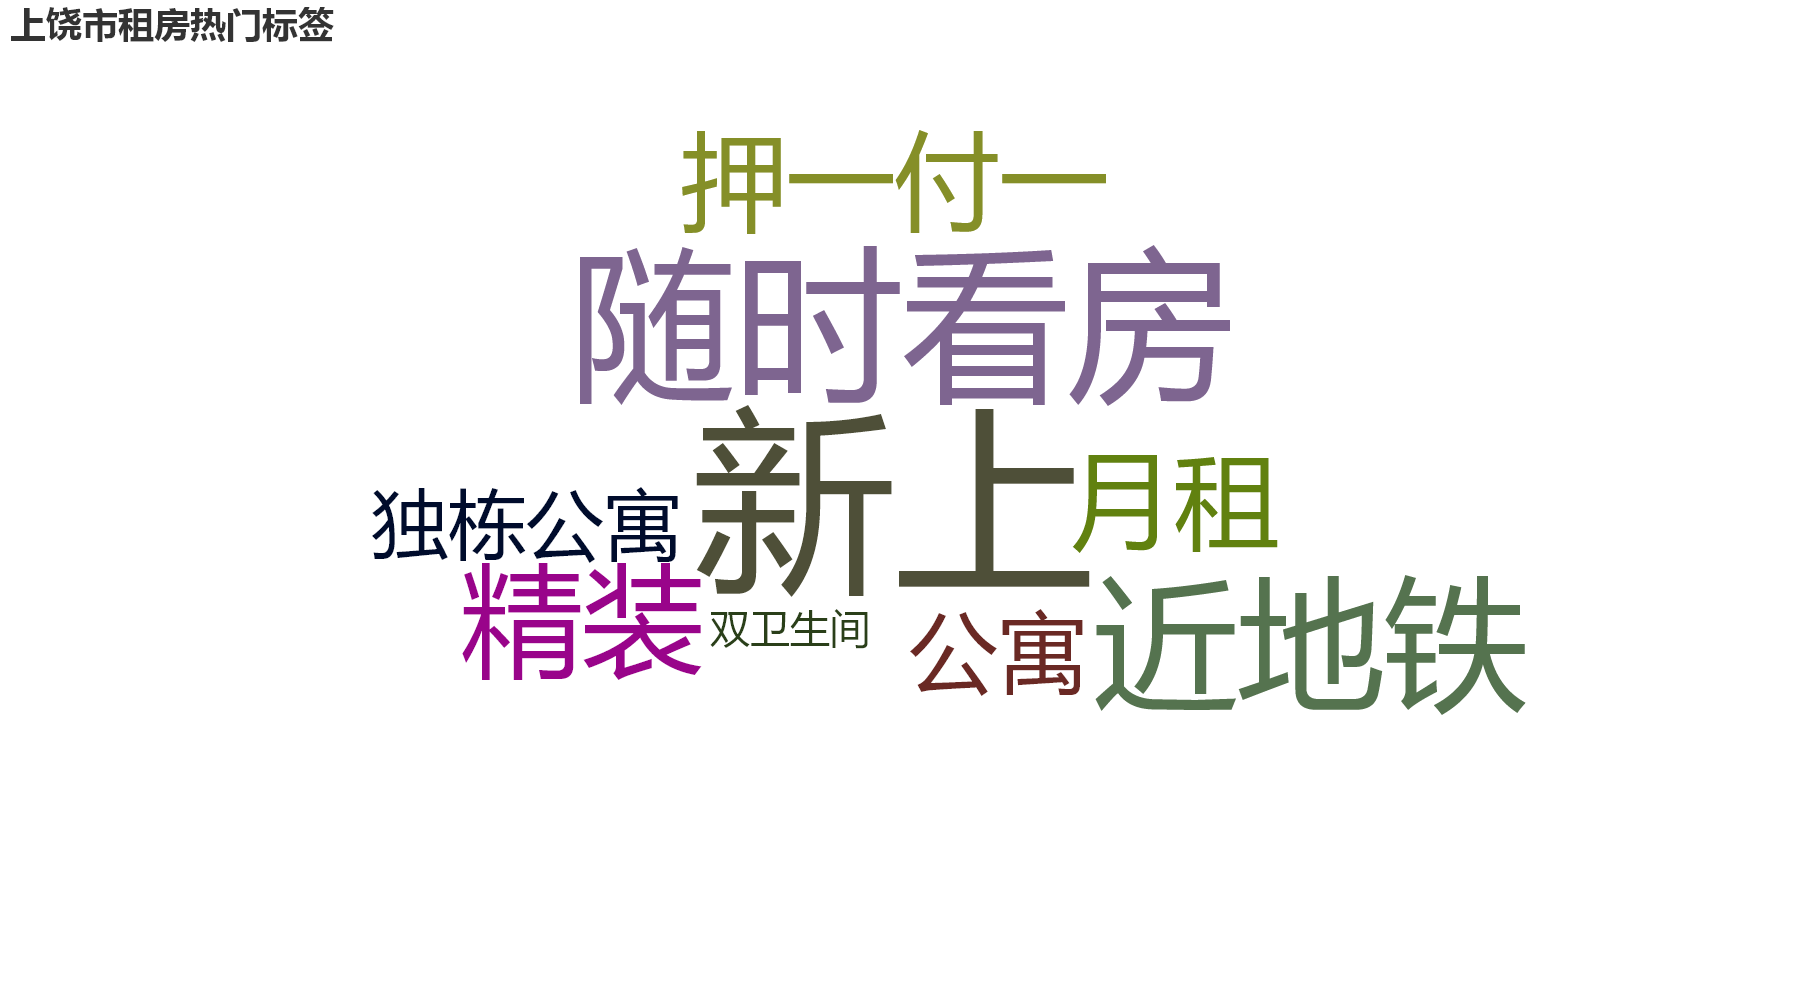 上饶市租房热门标签
押一付一
随时看房
新上
月租
独栋公寓
精装
双卫生间
公寓
近地铁